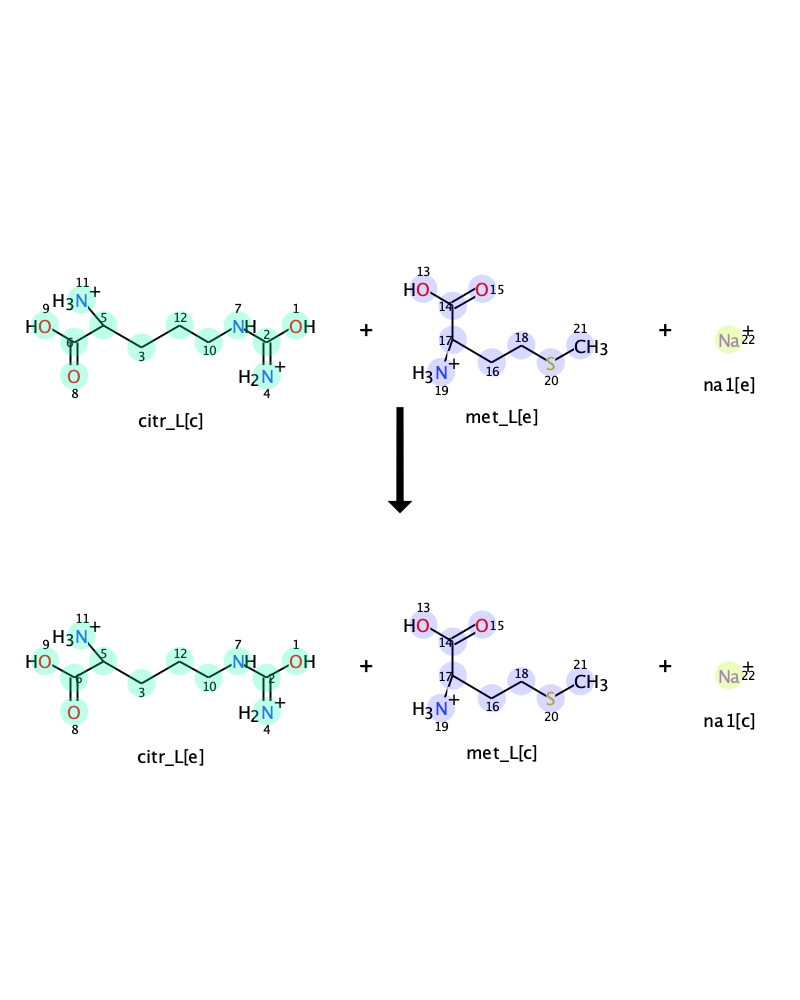 11
H₃N+
9
HO
6
5
O
8
3
12
10
7
NH
2
1
OH
H₂N+
4
citr_L[c]
+
13
HO
14
O 15
17
H₃N+
19
16
18
S
20
21
CH₃
met_L[e]
+
Na+
22
na1[e]
11
H₃N+
9
HO
6
5
O
8
3
12
10
7
NH
2
1
OH
H₂N+
4
citr_L[e]
+
13
HO
14
O 15
17
H₃N+
19
16
18
S
20
21
CH₃
met_L[c]
+
Na+
22
na1[c]